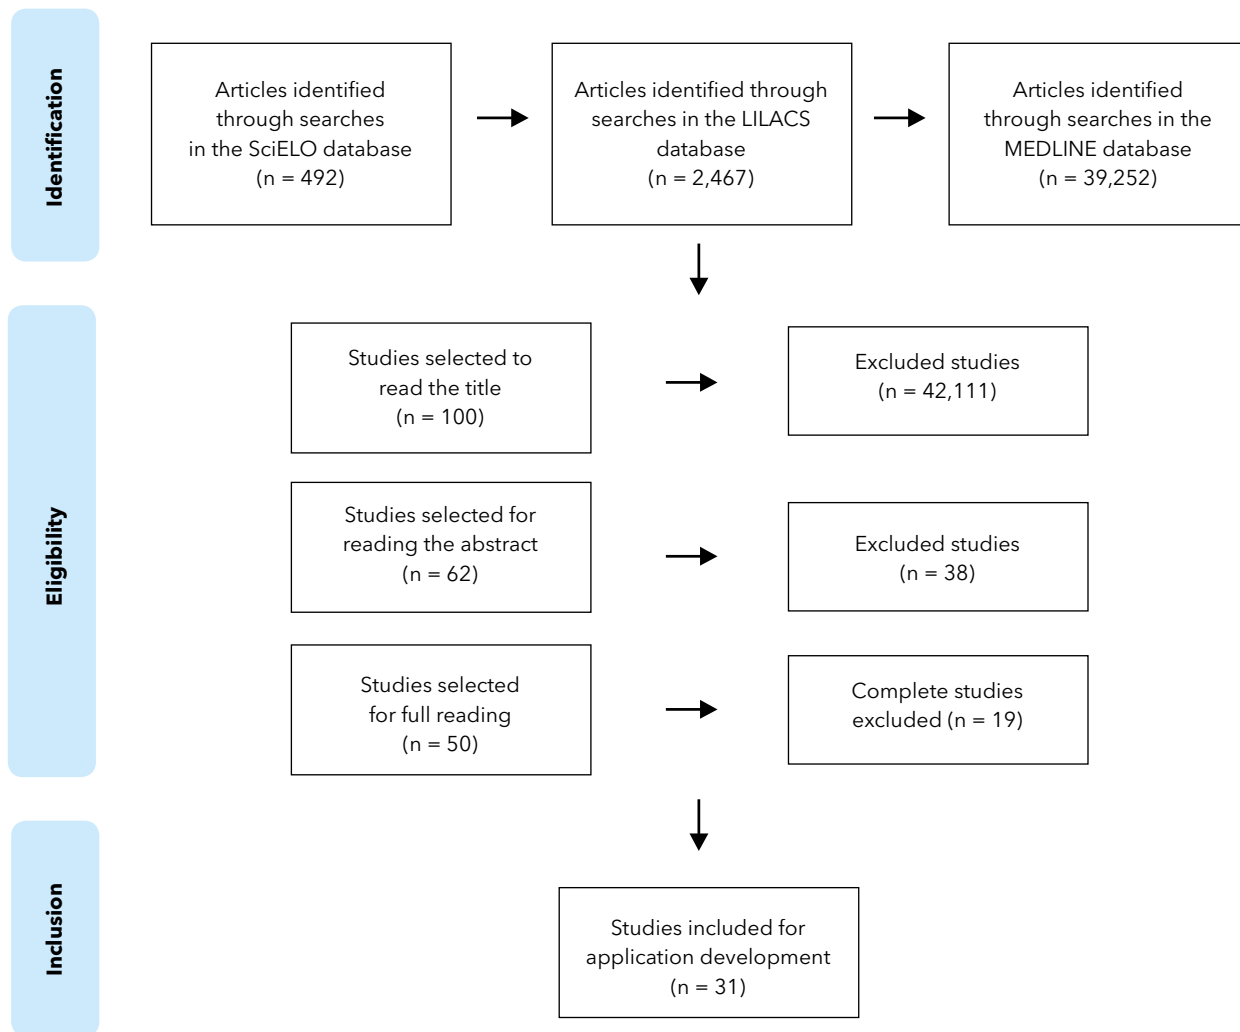 Identification
Articles identified
through searches
in the SciELO database
(n = 492)
Articles identified through
searches in the LILACS
database
(n = 2,467)
Articles identified
through searches in the
MEDLINE database
(n = 39,252)
Eligibility
Studies selected to
read the title
(n = 100)
Excluded studies
(n = 42,111)
Studies selected for
reading the abstract
(n = 62)
Excluded studies
(n = 38)
Studies selected
for full reading
(n = 50)
Complete studies
excluded (n = 19)
Inclusion
Studies included for
application development
(n = 31)